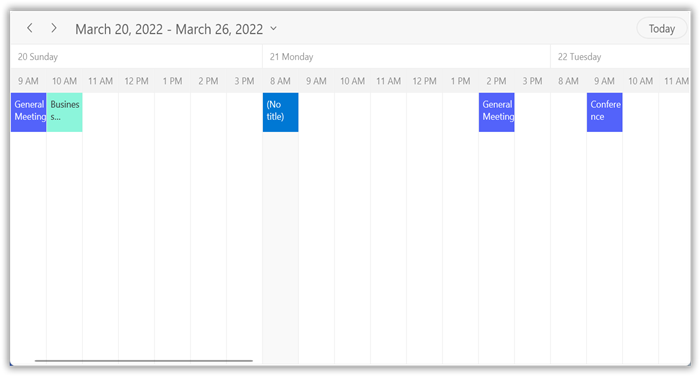 March 20, 2022 - March 26, 2022
Today
20 Sunday 21 Monday 22 Tuesday
9 AM 10 AM 11 AM 12 PM 1 PM 2 PM 3 PM 8 AM 9 AM 10 AM 11 AM 12 PM 1 PM 2 PM 3 PM 8 AM 9 AM 10 AM 11 AM
General
Meeting
Busines
s...
(No
title)
General
Meeting
Confere
nce